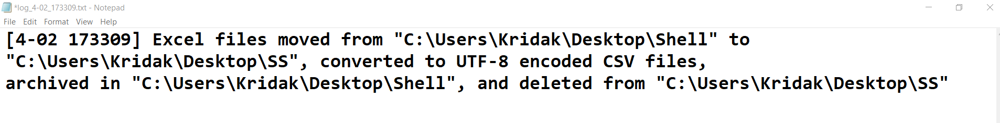 *log_4-02_173309.txt - Notepad
File Edit Format View Help
[4-02 173309] Excel files moved from "C:\Users\Kridak\Desktop\Shell" to
"C:\Users\Kridak\Desktop\SS", converted to UTF-8 encoded CSV files,
archived in "C:\Users\Kridak\Desktop\Shell", and deleted from "C:\Users\Kridak\Desktop\SS"